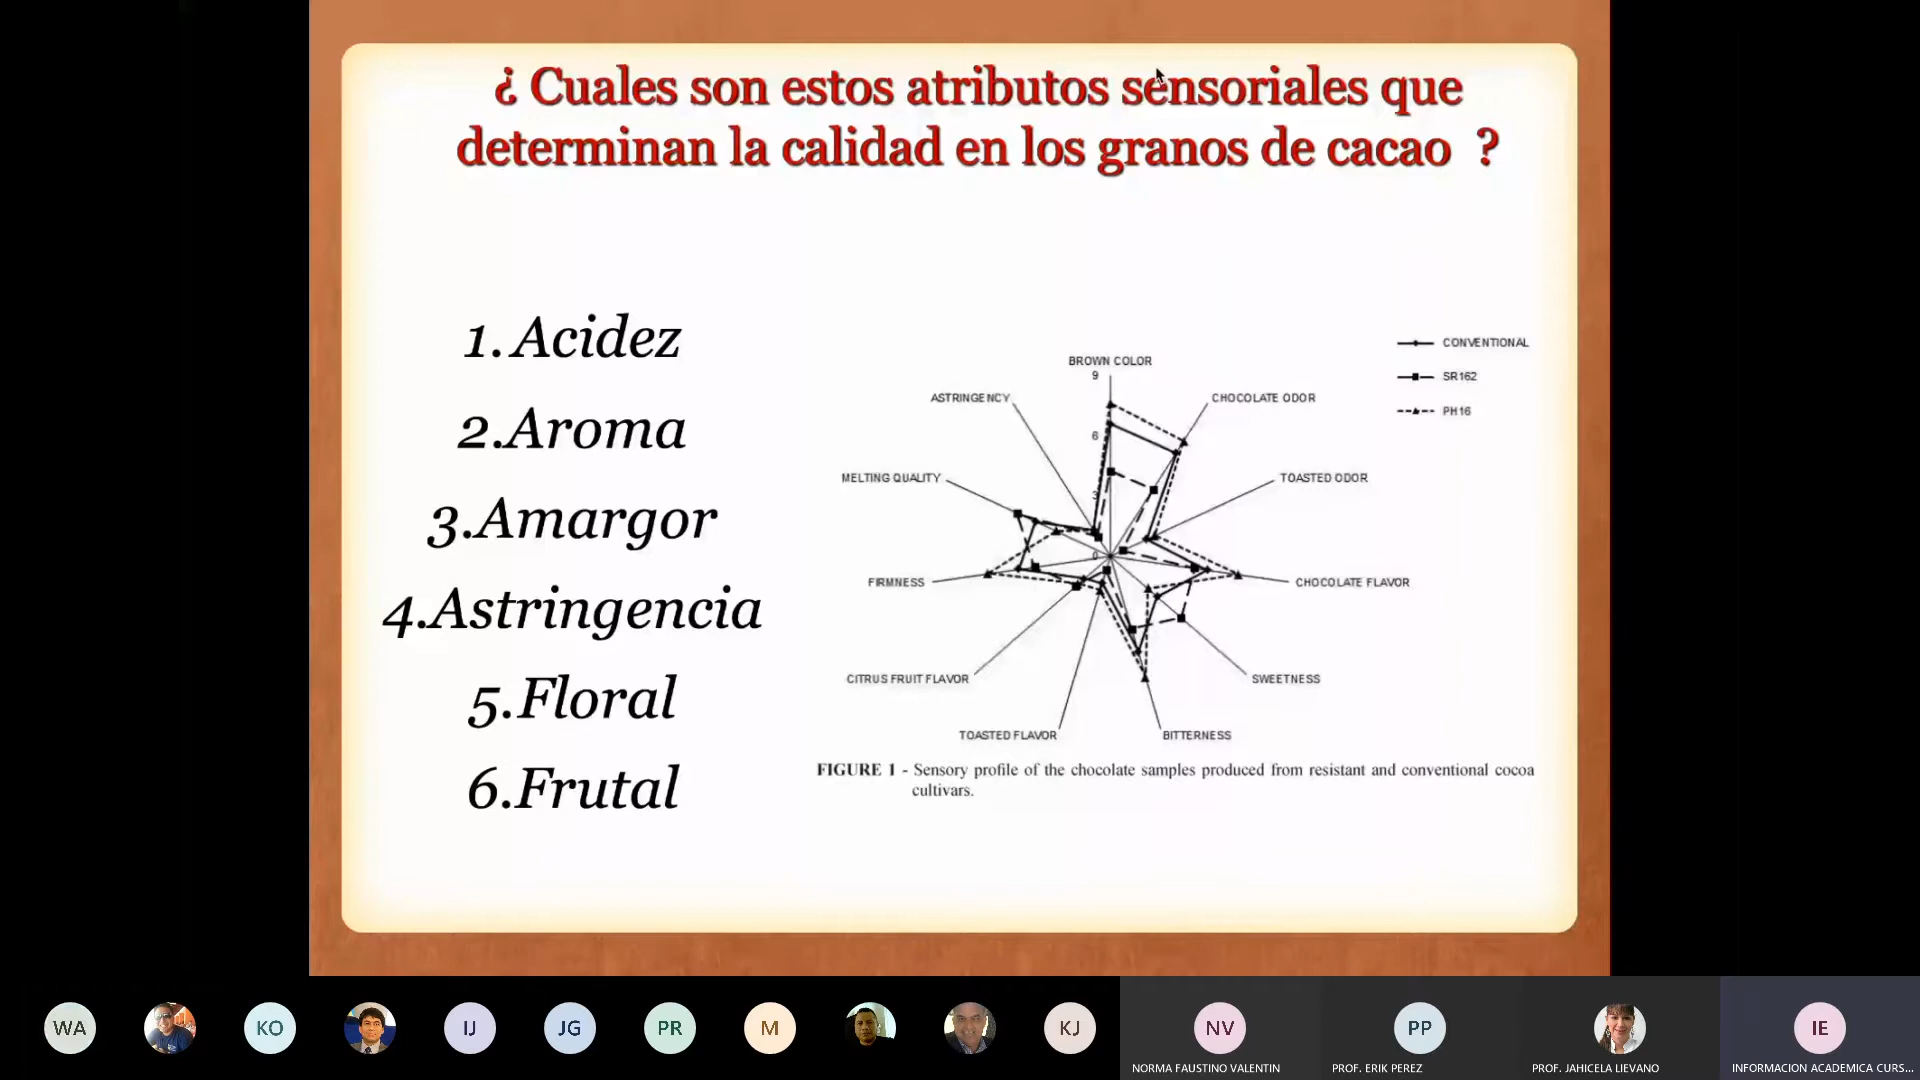 ¿ Cuales son estos atributos sensoriales que
determinan la calidad en los granos de cacao ?
1. Acidez
2.Aroma
3.Amargor
4.Astringencia
5.Floral
6.Frutal
CONVENTIONAL
SR162
PH16
BROWN COLOR
9
ASTRINGENCY
CHOCOLATE ODOR
6
MELTING QUALITY
TOASTED ODOR
3
0
FIRMNESS
CHOCOLATE FLAVOR
CITRUS FRUIT FLAVOR
SWEETNESS
TOASTED FLAVOR
BITTERNESS
FIGURE 1 - Sensory profile of the chocolate samples produced from resistant and conventional cocoa
cultivars.
WA
KO
IJ
JG
PR
M
KJ
NV
PP
IE
NORMA FAUSTINO VALENTIN
PROF. ERIK PEREZ
PROF. JAHICELA LIEVANO
INFORMACION ACADEMICA CURS...